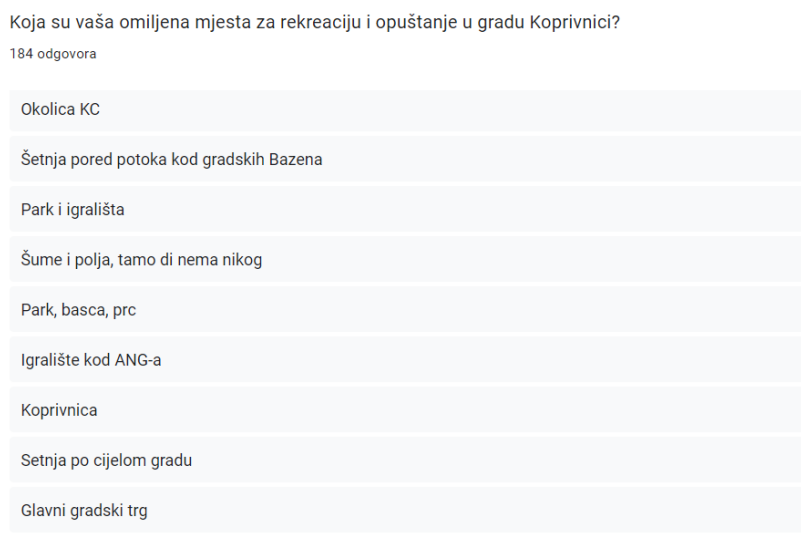 Koja su vaša omiljena mjesta za rekreaciju i opuštanje u gradu Koprivnici?
184 odgovora
Okolica KC
Šetnja pored potoka kod gradskih Bazena
Park i igrališta
Šume i polja, tamo di nema nikog
Park, basca, prc
Igralište kod ANG-a
Koprivnica
Setnja po cijelom gradu
Glavni gradski trg